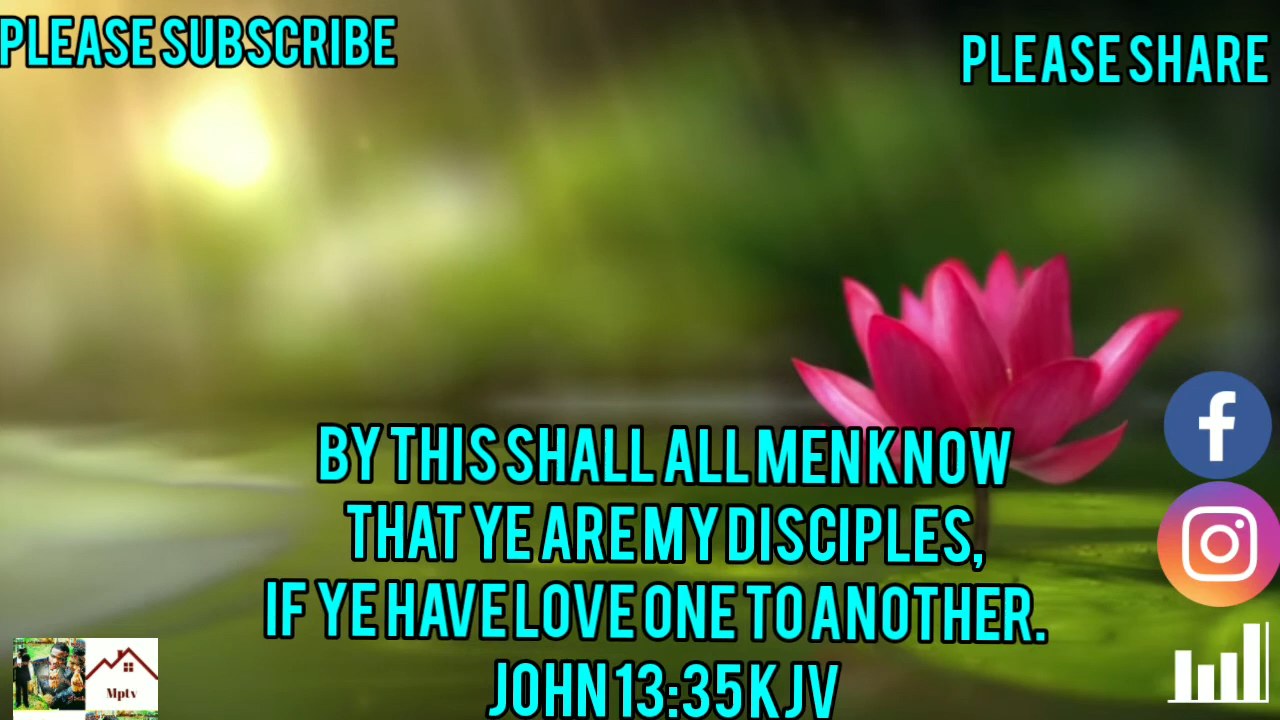 PLEASE SUBSCRIBE
PLEASE SHARE
BY THIS SHALL ALL MEN KNOW
THAT YE ARE MY DISCIPLES,
IF YE HAVE LOVE ONE TO ANOTHER.
JOHN 13:35 KJV
Mptv